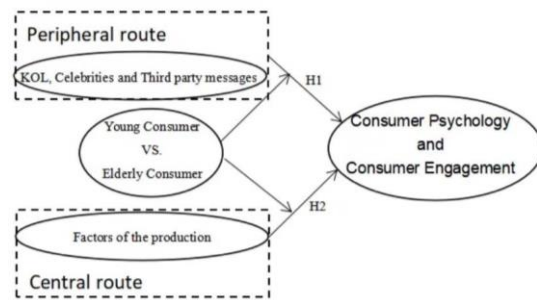 Peripheral route
KOL, Celebrities and Third party messages
H1
Young Consumer
VS.
Elderly Consumer
Consumer Psychology
and
Consumer Engagement
H2
Factors of the production
Central route